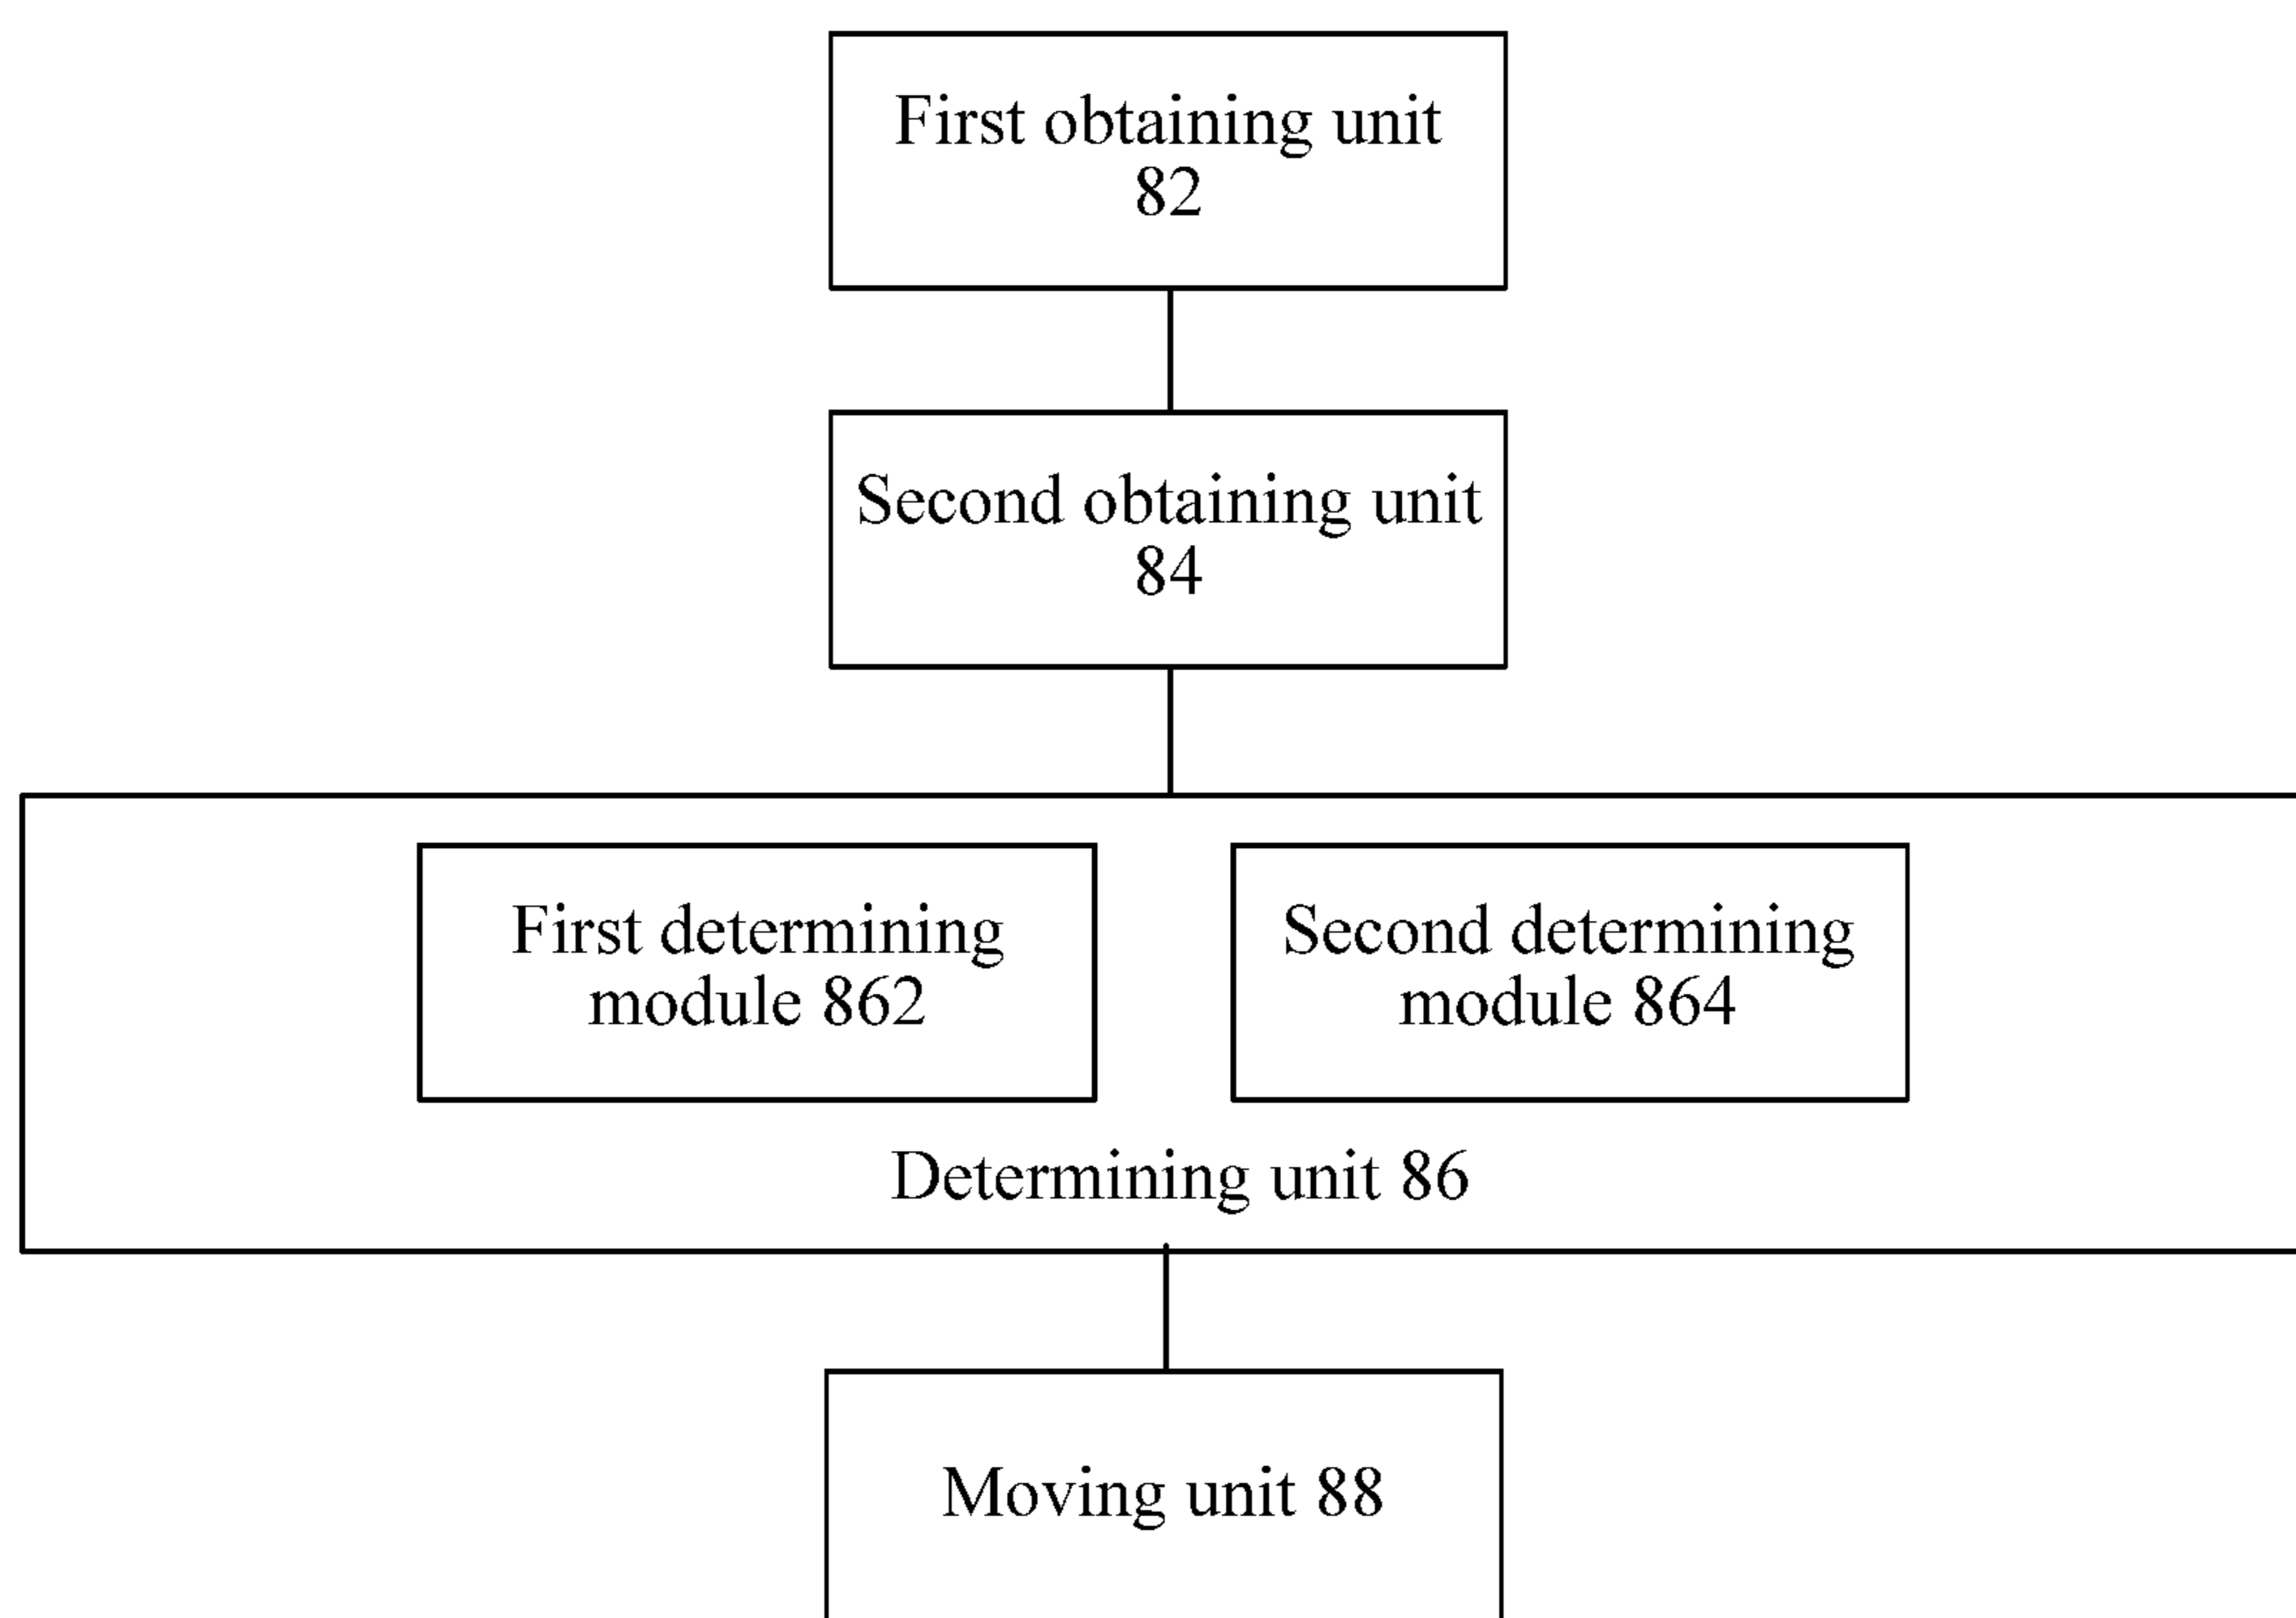 First obtaining unit
82
Second obtaining unit
84
First determining
module 862
Second determining
module 864
Determining unit 86
Moving unit 88